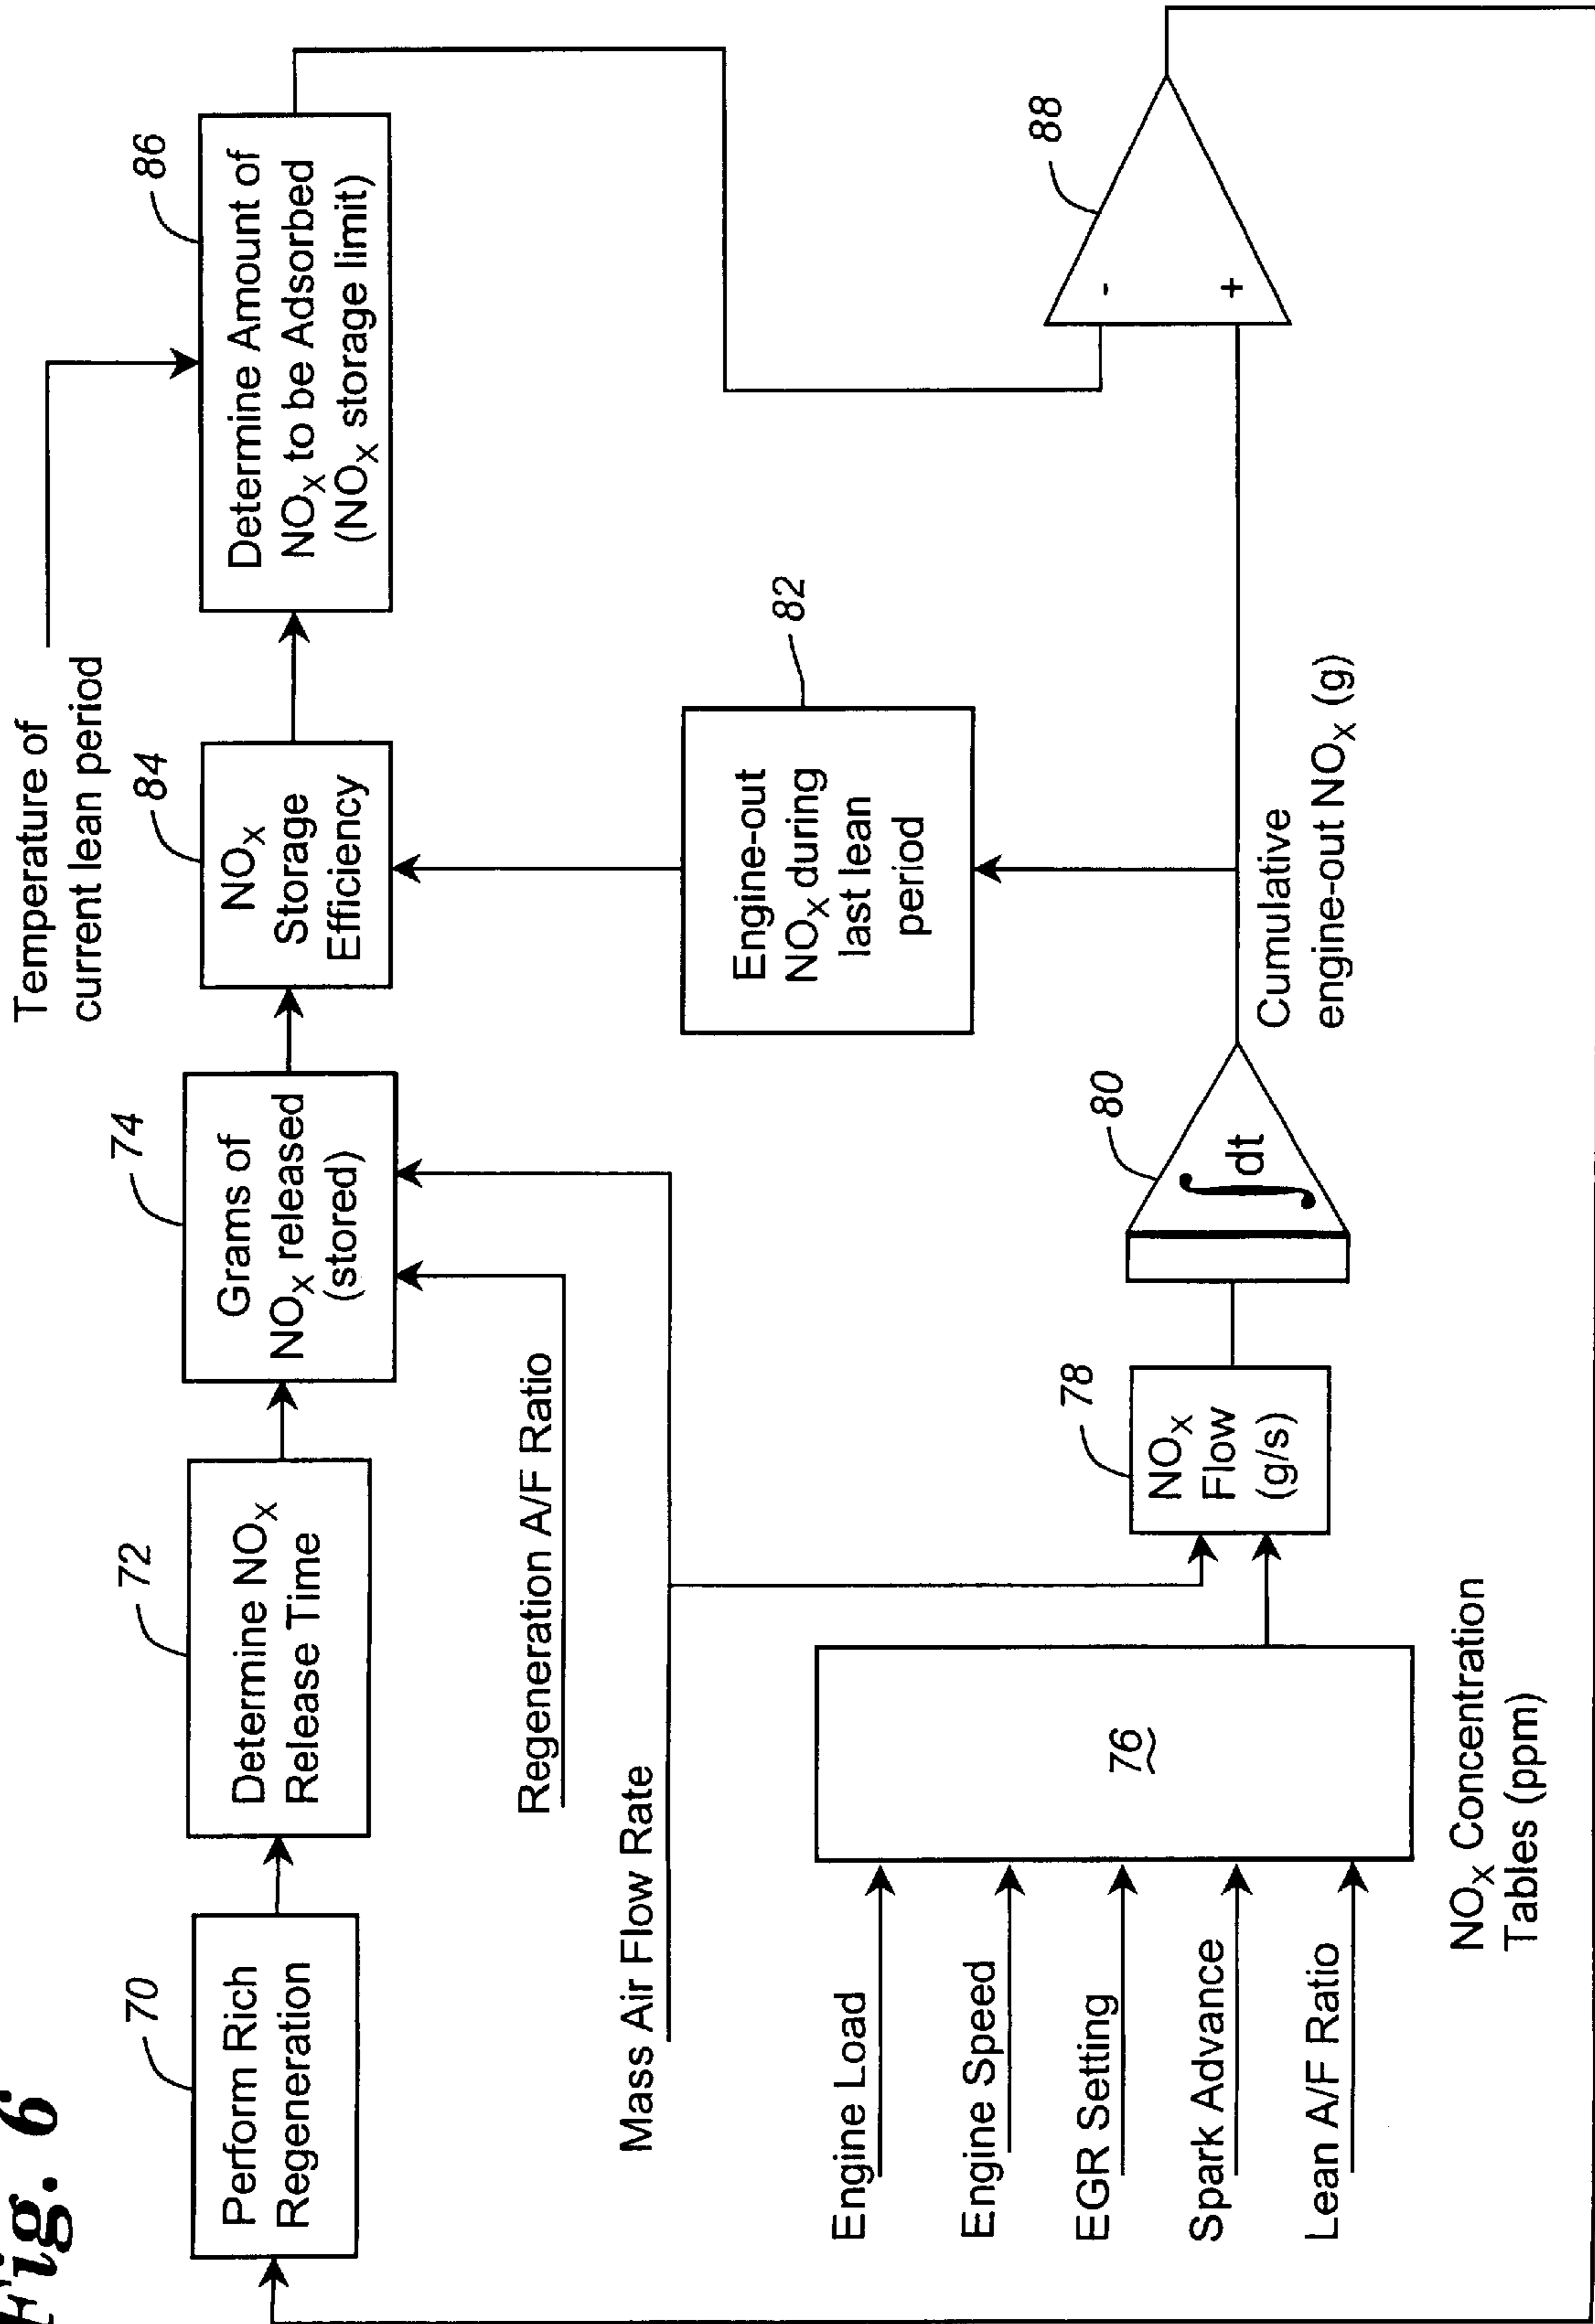 Fig. 6
Temperature of
current lean period
70
Perform Rich
Regeneration
72
Determine NOX
Release Time
74
Grams of
NOX released
(stored)
84
NOX
Storage
Efficiency
86
Determine Amount of
NOX to be Adsorbed
(NOX storage limit)
Regeneration A/F Ratio
Mass Air Flow Rate
82
Engine-out
NOX during
last lean
period
Engine Load
Engine Speed
EGR Setting
Spark Advance
Lean A/F Ratio
76
NOX Concentration
Tables (ppm)
78
NOX
Flow
(g/s)
80
∫dt
Cumulative
engine-out NOX (g)
88
-
+